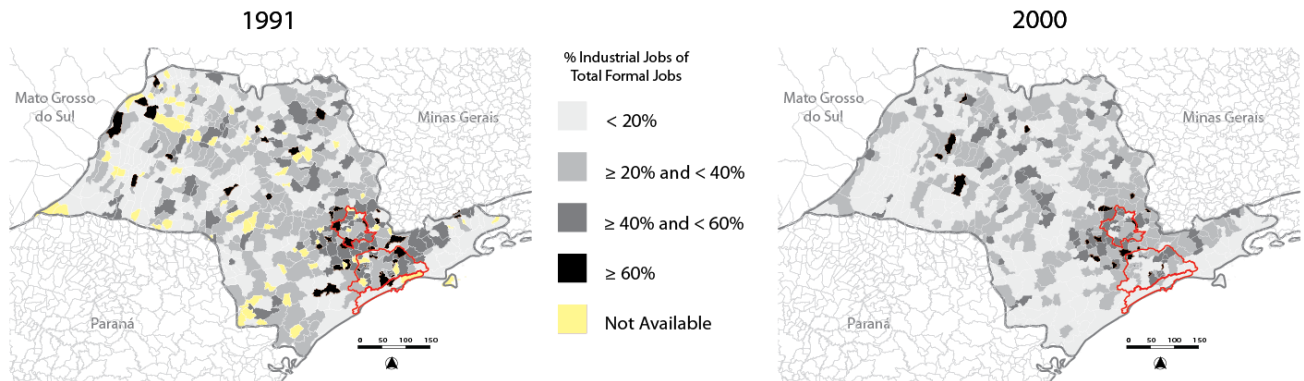 1991
2000
% Industrial Jobs of
Total Formal Jobs
< 20%
≥ 20% and < 40%
≥ 40% and < 60%
≥ 60%
Not Available
Mato Grosso
do Sul
Minas Gerais
Paraná
0 50 100 150
Mato Grosso
do Sul
Minas Gerais
Paraná
0 50 100 150